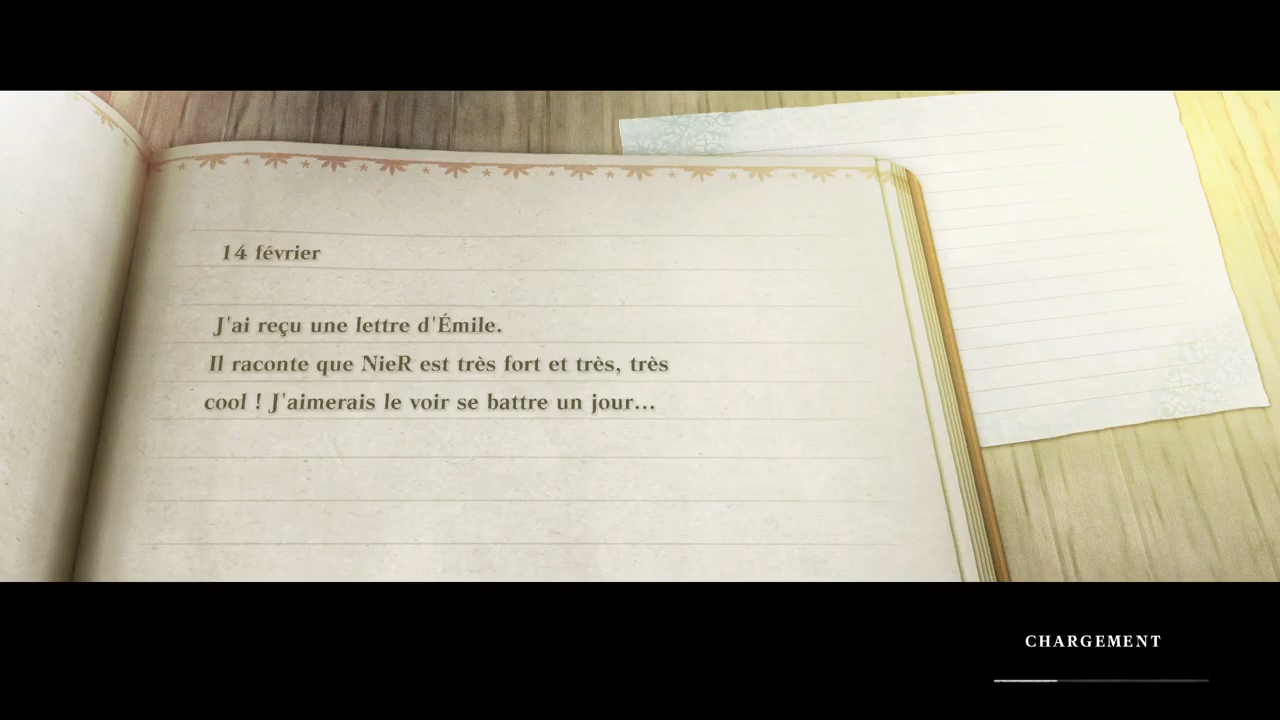 14 février
J'ai reçu une lettre d'Émile.
Il raconte que NieR est très fort et très, très
cool ! J'aimerais le voir se battre un jour...
CHARGEMENT